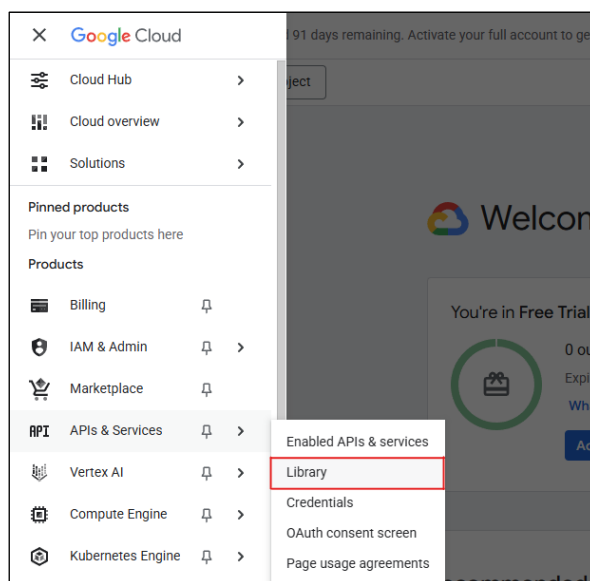 Google Cloud
91 days remaining. Activate your full account to ge
Cloud Hub
Cloud overview
Solutions
Pinned products
Pin your top products here
Products
Billing
IAM & Admin
Marketplace
API APIs & Services
Vertex AI
Compute Engine
Kubernetes Engine
Enabled APIs & services
Library
Credentials
OAuth consent screen
Page usage agreements
ject
Welcon
You're in Free Trial
0 ou
Expi
Wh
Ac